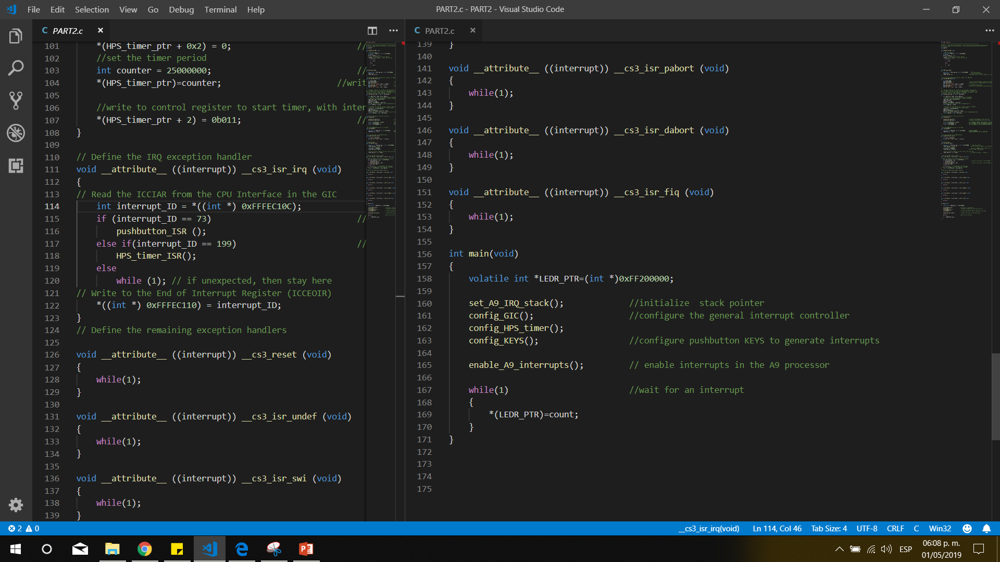 File Edit Selection View Go Debug Terminal Help
PART2.c - PART2 - Visual Studio Code
C PART2.c
101 *(HPS_timer_ptr + 0x2) = 0; //
102 //set the timer period
103 int counter = 25000000; //
104 *(HPS_timer_ptr)=counter; //writ
105
106 //write to control register to start timer, with inter
107 *(HPS_timer_ptr + 2) = 0b011; //
108 }
109
110 // Define the IRQ exception handler
111 void __attribute__ ((interrupt)) __cs3_isr_irq (void)
112 {
113 // Read the ICCIAR from the CPU Interface in the GIC
114 int interrupt_ID = *((int *) 0xFFFEC10C);
115 if (interrupt_ID == 73) //
116 pushbutton_ISR ();
117 else if(interrupt_ID == 199) //
118 HPS_timer_ISR();
119 else
120 while (1); // if unexpected, then stay here
121 // Write to the End of Interrupt Register (ICCEOIR)
122 *((int *) 0xFFFEC110) = interrupt_ID;
123 }
124 // Define the remaining exception handlers
125
126 void __attribute__ ((interrupt)) __cs3_reset (void)
127 {
128 while(1);
129 }
130
131 void __attribute__ ((interrupt)) __cs3_isr_undef (void)
132 {
133 while(1);
134 }
135
136 void __attribute__ ((interrupt)) __cs3_isr_swi (void)
137 {
138 while(1);
139 }
C PART2.c
139 }
140
141 void __attribute__ ((interrupt)) __cs3_isr_pabort (void)
142 {
143 while(1);
144 }
145
146 void __attribute__ ((interrupt)) __cs3_isr_dabort (void)
147 {
148 while(1);
149 }
150
151 void __attribute__ ((interrupt)) __cs3_isr_fiq (void)
152 {
153 while(1);
154 }
155
156 int main(void)
157 {
158 volatile int *LEDR_PTR=(int *)0xFF200000;
159
160 set_A9_IRQ_stack(); //initialize  stack pointer
161 config_GIC(); //configure the general interrupt controller
162 config_HPS_timer();
163 config_KEYS(); //configure pushbutton KEYS to generate interrupts
164
165 enable_A9_interrupts(); // enable interrupts in the A9 processor
166
167 while(1) //wait for an interrupt
168 {
169 *(LEDR_PTR)=count;
170 }
171 }
172
173
174
175
2 0 __cs3_isr_irq(void) Ln 114, Col 46 Tab Size: 4 UTF-8 CRLF C Win32
ESP
06:08 p. m.
01/05/2019